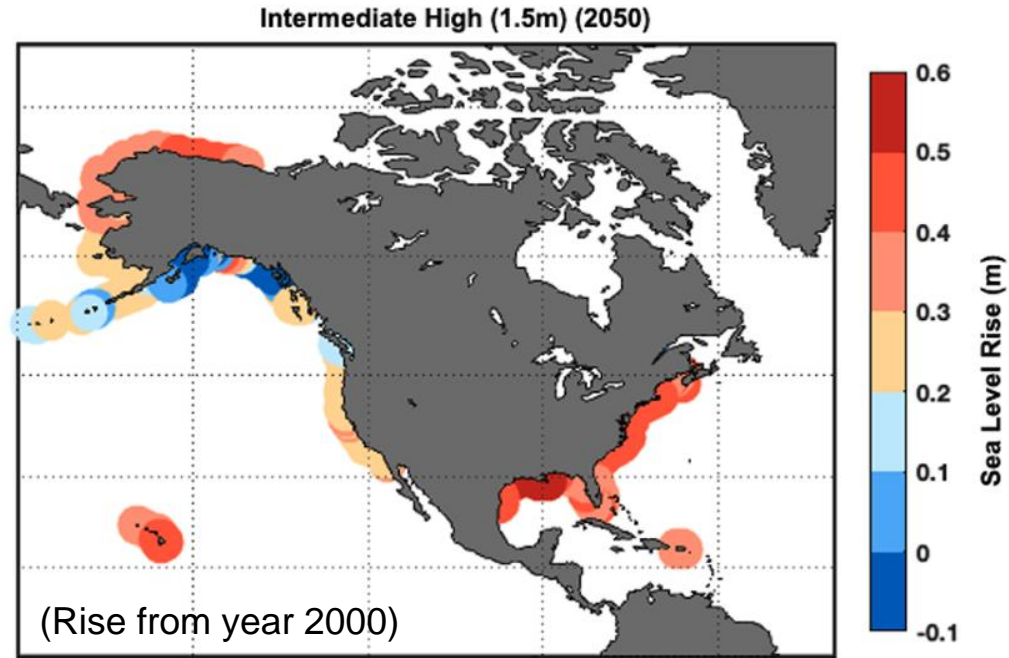 Intermediate High (1.5m) (2050)
0.6
0.5
0.4
0.3
0.2
0.1
0
-0.1
Sea Level Rise (m)
(Rise from year 2000)